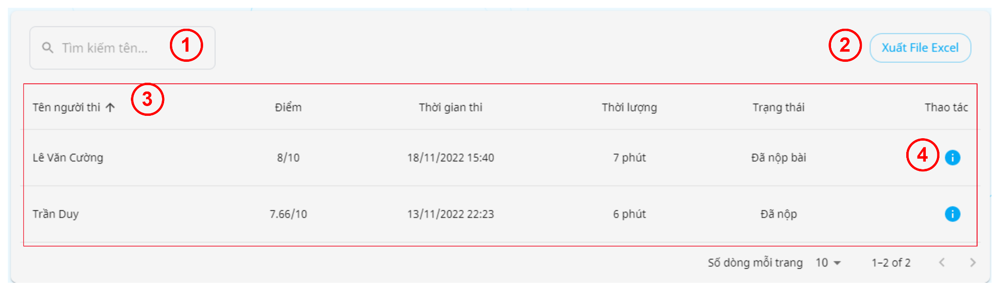 Tìm kiếm tên... 1 2 Xuất File Excel
Tên người thi 3 Điểm Thời gian thi Thời lượng Trạng thái Thao tác
Lê Văn Cường 8/10 18/11/2022 15:40 7 phút Đã nộp bài 4
Trần Duy 7.66/10 13/11/2022 22:23 6 phút Đã nộp
Số dòng mỗi trang 10 1–2 of 2